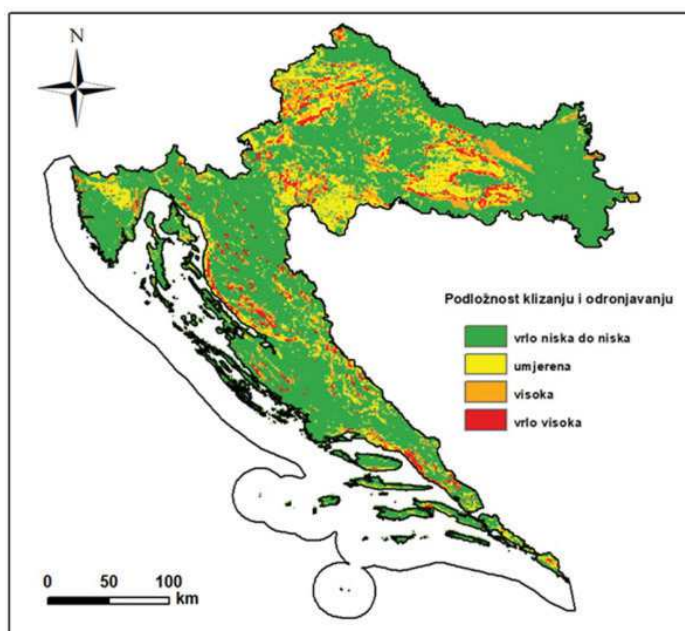 N
Podložnost klizanju i odronjavanju
vrlo niska do niska
umjerena
visoka
vrlo visoka
0 50 100
km